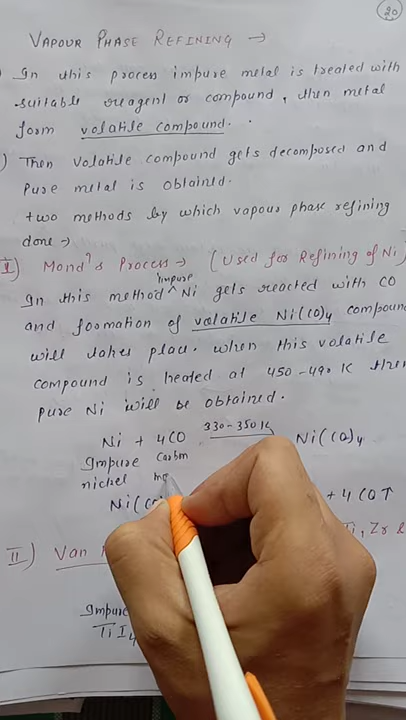 20
VAPOUR PHASE REFINING →
) In this process impure metal is treated with
suitable reagent or compound, then metal
form volatile compound.
) Then volatile compound gets decomposed and
Pure metal is obtained.
two methods by which vapour phase refining
done →
I) Mond's Process → (Used for Refining of Ni)
In this method ^ impure Ni gets reacted with CO
and formation of volatile Ni(CO)4 compoun
will takes place. when this volatile
compound is heated at 450-490 K then
pure Ni will be obtained.
Ni + 4CO 330-350 K Ni(CO)4
Impure Carbon
nickel mo
Ni(CO + 4CO↑
II) Van Ti, Zr &
Impure
TiI4